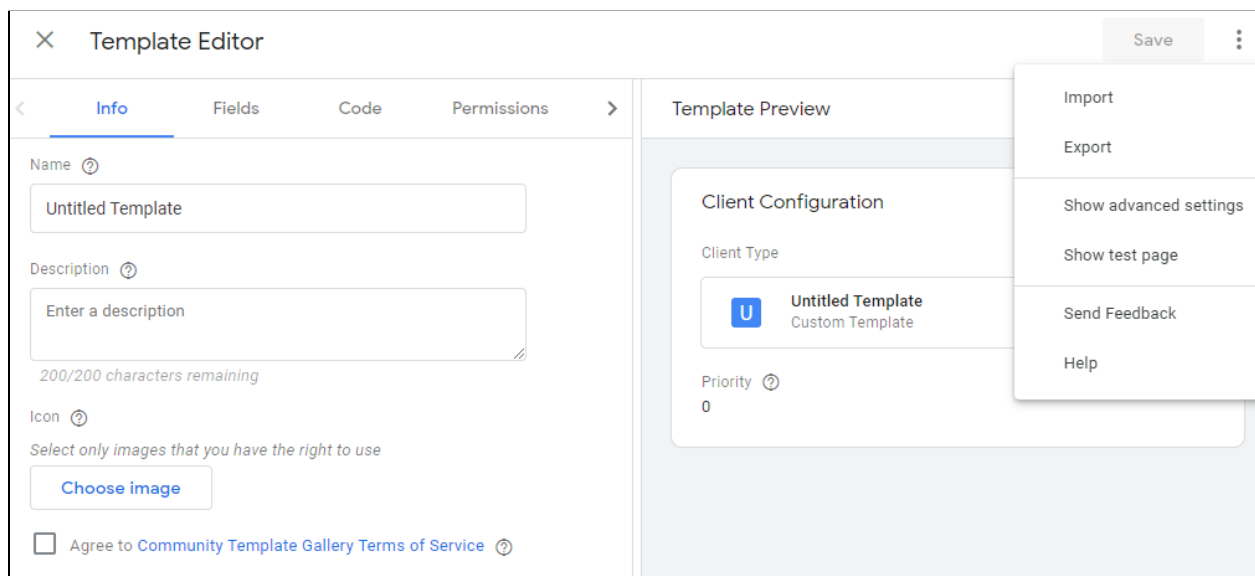 Template Editor
Save
Info Fields Code Permissions
Name
Untitled Template
Description
Enter a description
200/200 characters remaining
Icon
Select only images that you have the right to use
Choose image
Agree to Community Template Gallery Terms of Service
Template Preview
Client Configuration
Client Type
U
Untitled Template
Custom Template
Priority
0
Import
Export
Show advanced settings
Show test page
Send Feedback
Help